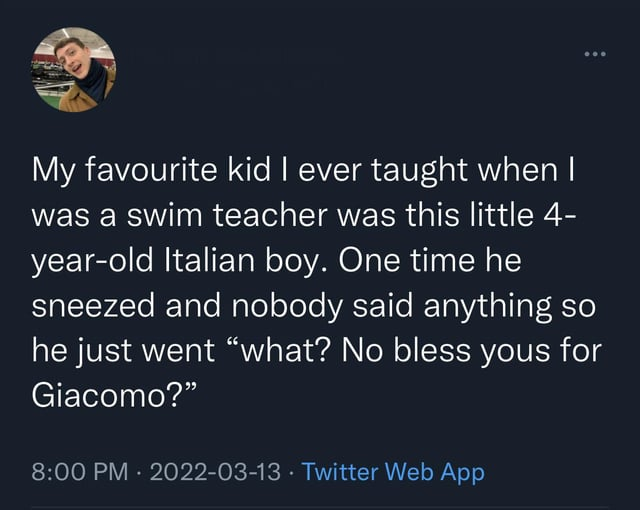 My favourite kid I ever taught when I
was a swim teacher was this little 4-
year-old Italian boy. One time he
sneezed and nobody said anything so
he just went “what? No bless yous for
Giacomo?”
8:00 PM · 2022-03-13 · Twitter Web App